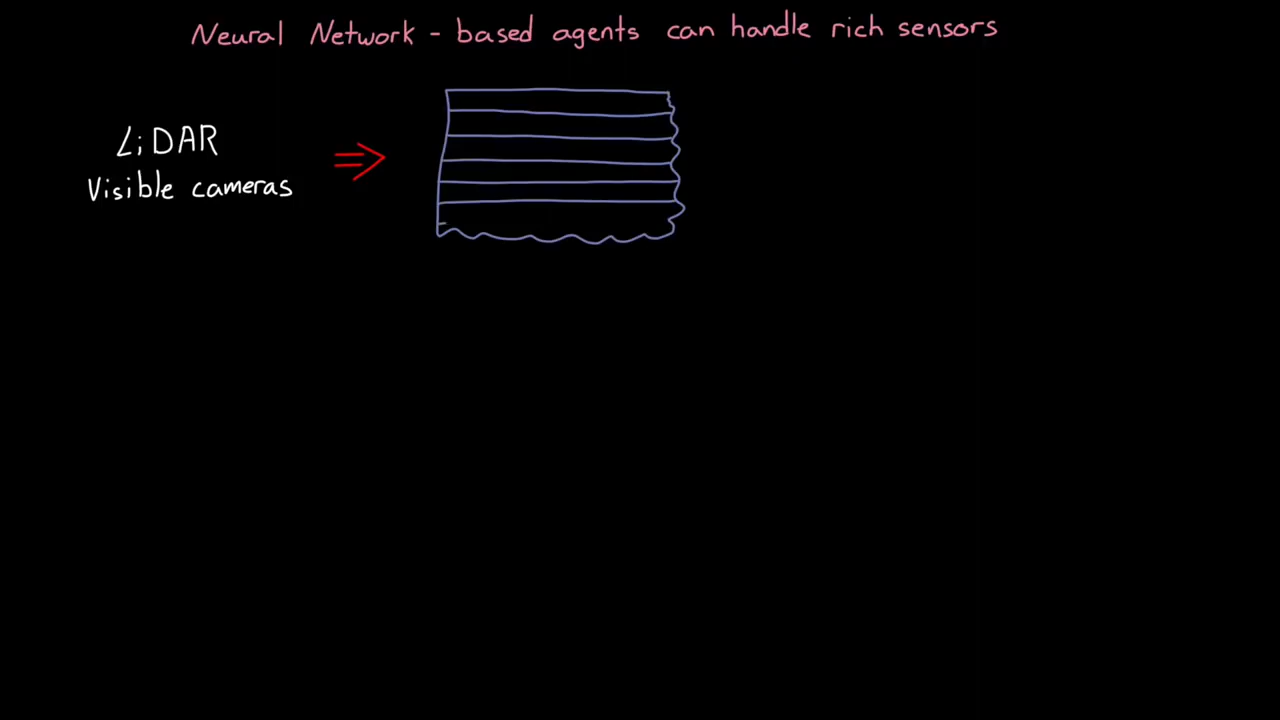 Neural Network - based agents can handle rich sensors
LiDAR
Visible cameras